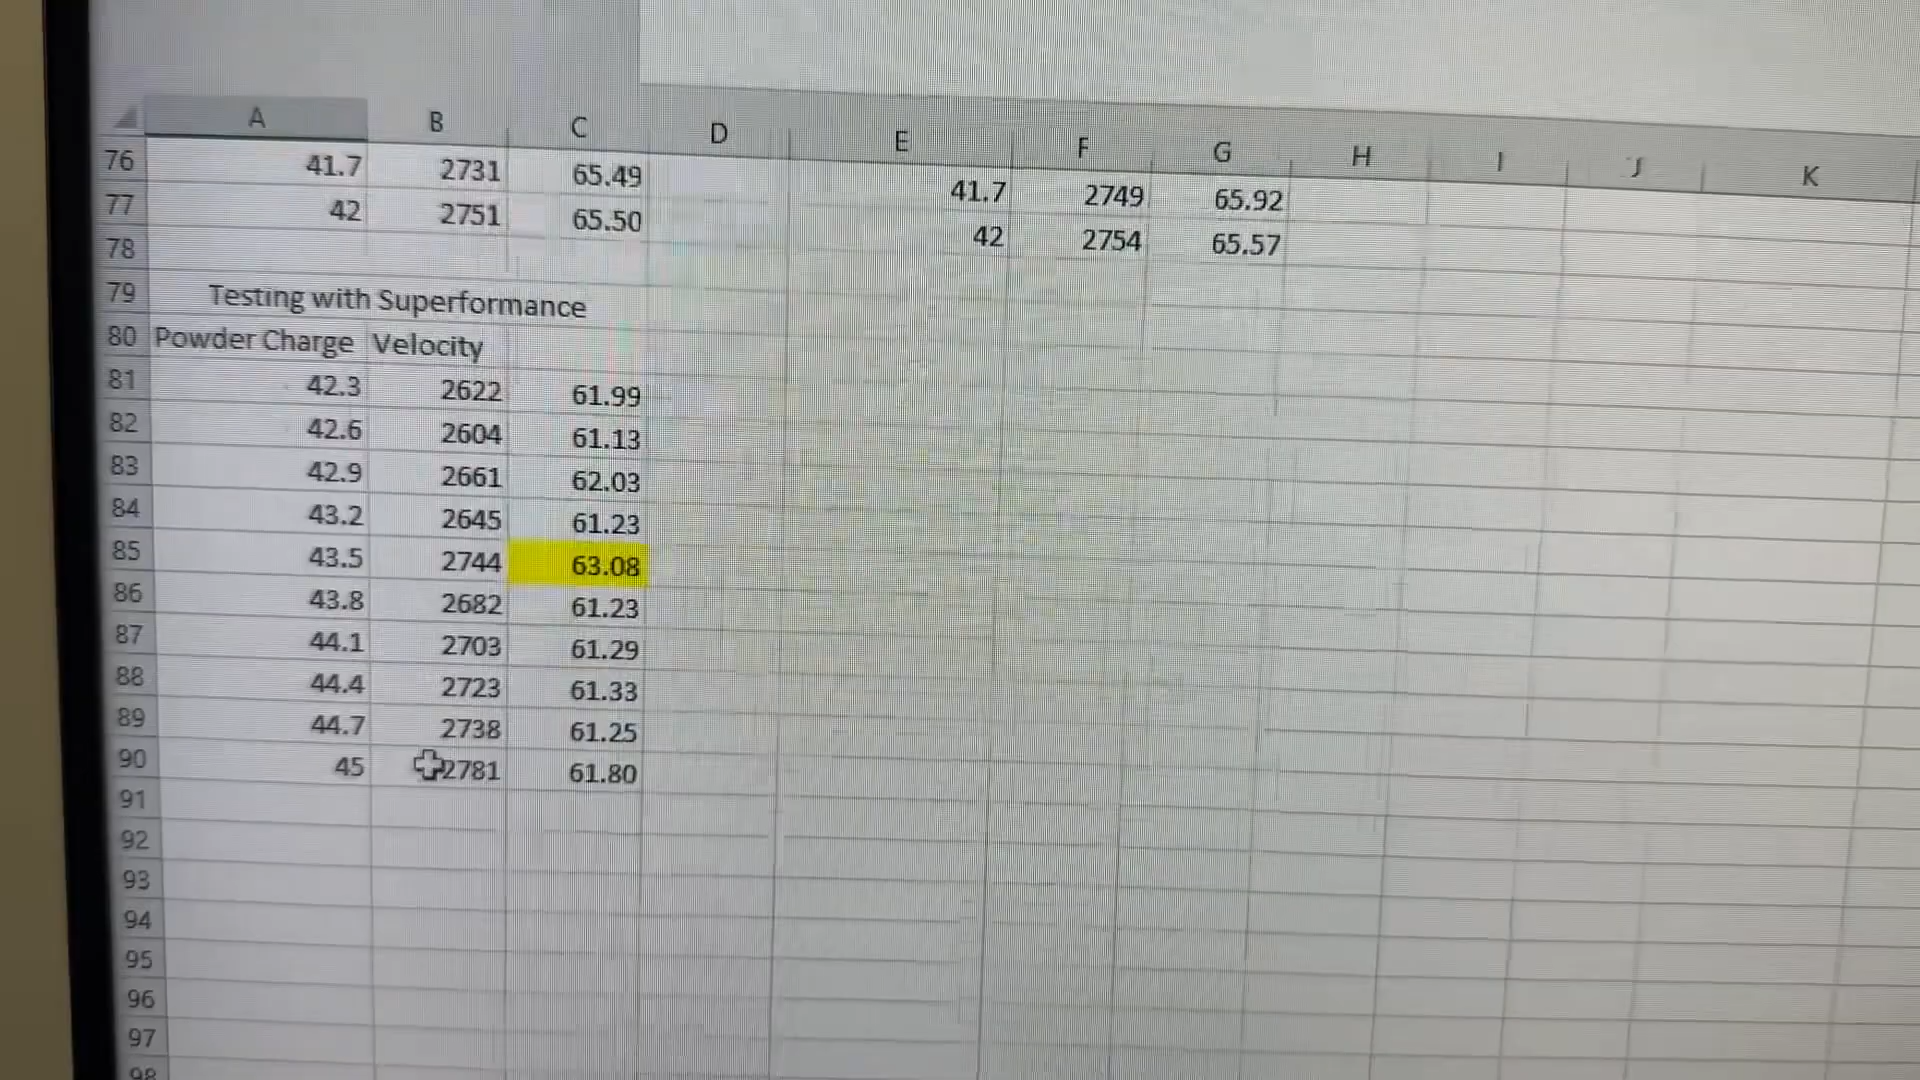 A B C D E F G H I J K
76 41.7 2731 65.49 41.7 2749 65.92
77 42 2751 65.50 42 2754 65.57
78
79 Testing with Superformance
80 Powder Charge Velocity
81 42.3 2622 61.99
82 42.6 2604 61.13
83 42.9 2661 62.03
84 43.2 2645 61.23
85 43.5 2744 63.08
86 43.8 2682 61.23
87 44.1 2703 61.29
88 44.4 2723 61.33
89 44.7 2738 61.25
90 45 2781 61.80
91
92
93
94
95
96
97
98